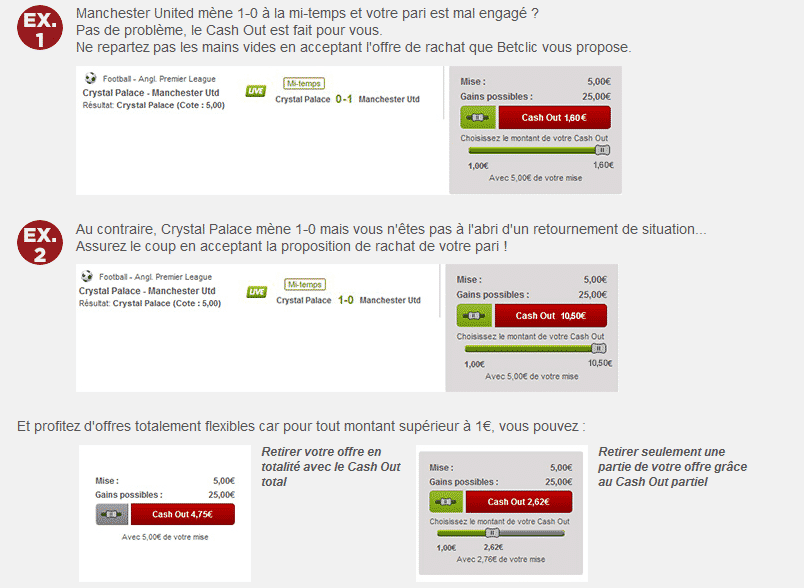 EX.
1
Manchester United mène 1-0 à la mi-temps et votre pari est mal engagé ?
Pas de problème, le Cash Out est fait pour vous.
Ne repartez pas les mains vides en acceptant l'offre de rachat que Betclic vous propose.
Football - Angl. Premier League
Crystal Palace - Manchester Utd
Résultat: Crystal Palace (Cote : 5,00)
LIVE
Mi-temps
Crystal Palace 0-1 Manchester Utd
Mise : 5,00€
Gains possibles : 25,00€
Cash Out 1,60€
Choisissez le montant de votre Cash Out
1,00€ 1,60€
Avec 5,00€ de votre mise
EX.
2
Au contraire, Crystal Palace mène 1-0 mais vous n'êtes pas à l'abri d'un retournement de situation...
Assurez le coup en acceptant la proposition de rachat de votre pari !
Football - Angl. Premier League
Crystal Palace - Manchester Utd
Résultat: Crystal Palace (Cote : 5,00)
LIVE
Mi-temps
Crystal Palace 1-0 Manchester Utd
Mise : 5,00€
Gains possibles : 25,00€
Cash Out 10,50€
Choisissez le montant de votre Cash Out
1,00€ 10,50€
Avec 5,00€ de votre mise
Et profitez d'offres totalement flexibles car pour tout montant supérieur à 1€, vous pouvez :
Mise : 5,00€
Gains possibles : 25,00€
Cash Out 4,75€
Avec 5,00€ de votre mise
Retirer votre offre en
totalité avec le Cash Out
total
Mise : 5,00€
Gains possibles : 25,00€
Cash Out 2,62€
Choisissez le montant de votre Cash Out
1,00€ 2,62€
Avec 2,76€ de votre mise
Retirer seulement une
partie de votre offre grâce
au Cash Out partiel